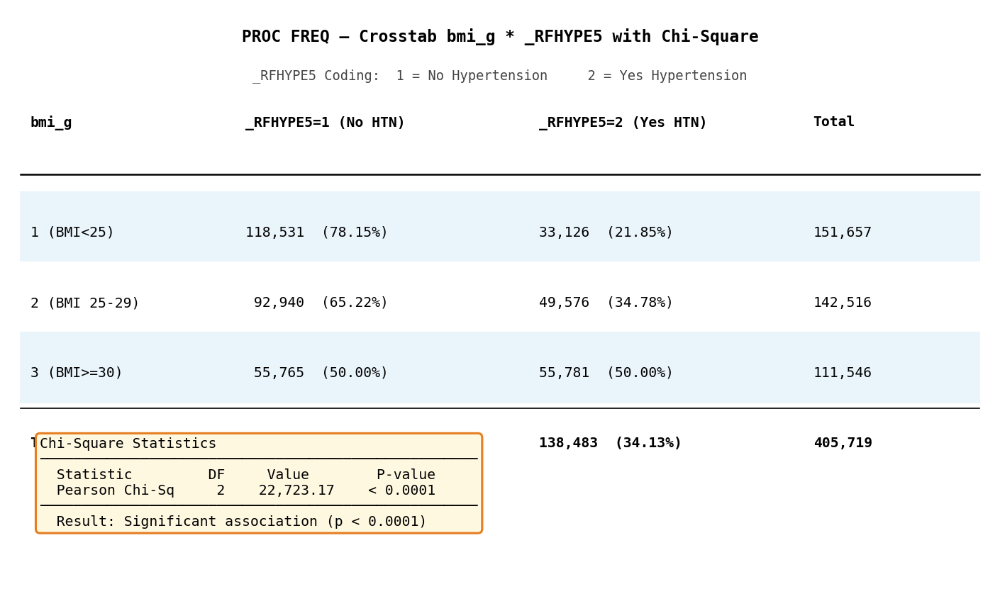 PROC FREQ — Crosstab bmi_g * _RFHYPE5 with Chi-Square
_RFHYPE5 Coding:  1 = No Hypertension     2 = Yes Hypertension
bmi_g _RFHYPE5=1 (No HTN) _RFHYPE5=2 (Yes HTN) Total
1 (BMI<25) 118,531  (78.15%) 33,126  (21.85%) 151,657
2 (BMI 25-29) 92,940  (65.22%) 49,576  (34.78%) 142,516
3 (BMI>=30) 55,765  (50.00%) 55,781  (50.00%) 111,546
138,483  (34.13%) 405,719
Chi-Square Statistics
Statistic DF Value P-value
Pearson Chi-Sq 2 22,723.17 < 0.0001
Result: Significant association (p < 0.0001)